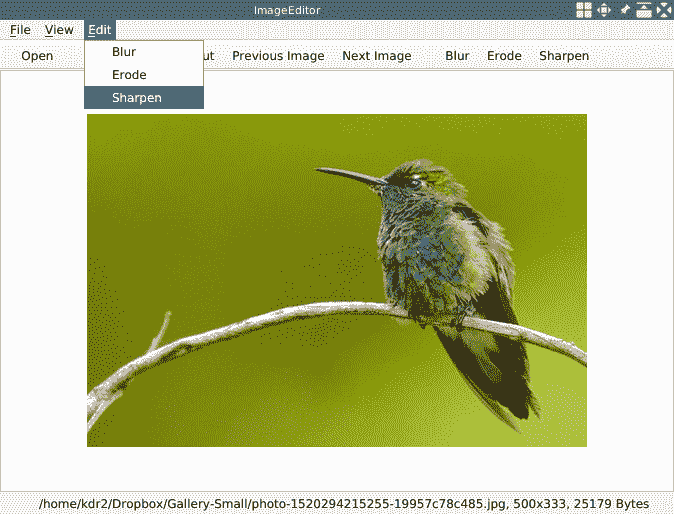 ImageEditor
File View Edit
Open ut Previous Image Next Image Blur Erode Sharpen
Blur
Erode
Sharpen
/home/kdr2/Dropbox/Gallery-Small/photo-1520294215255-19957c78c485.jpg, 500x333, 25179 Bytes